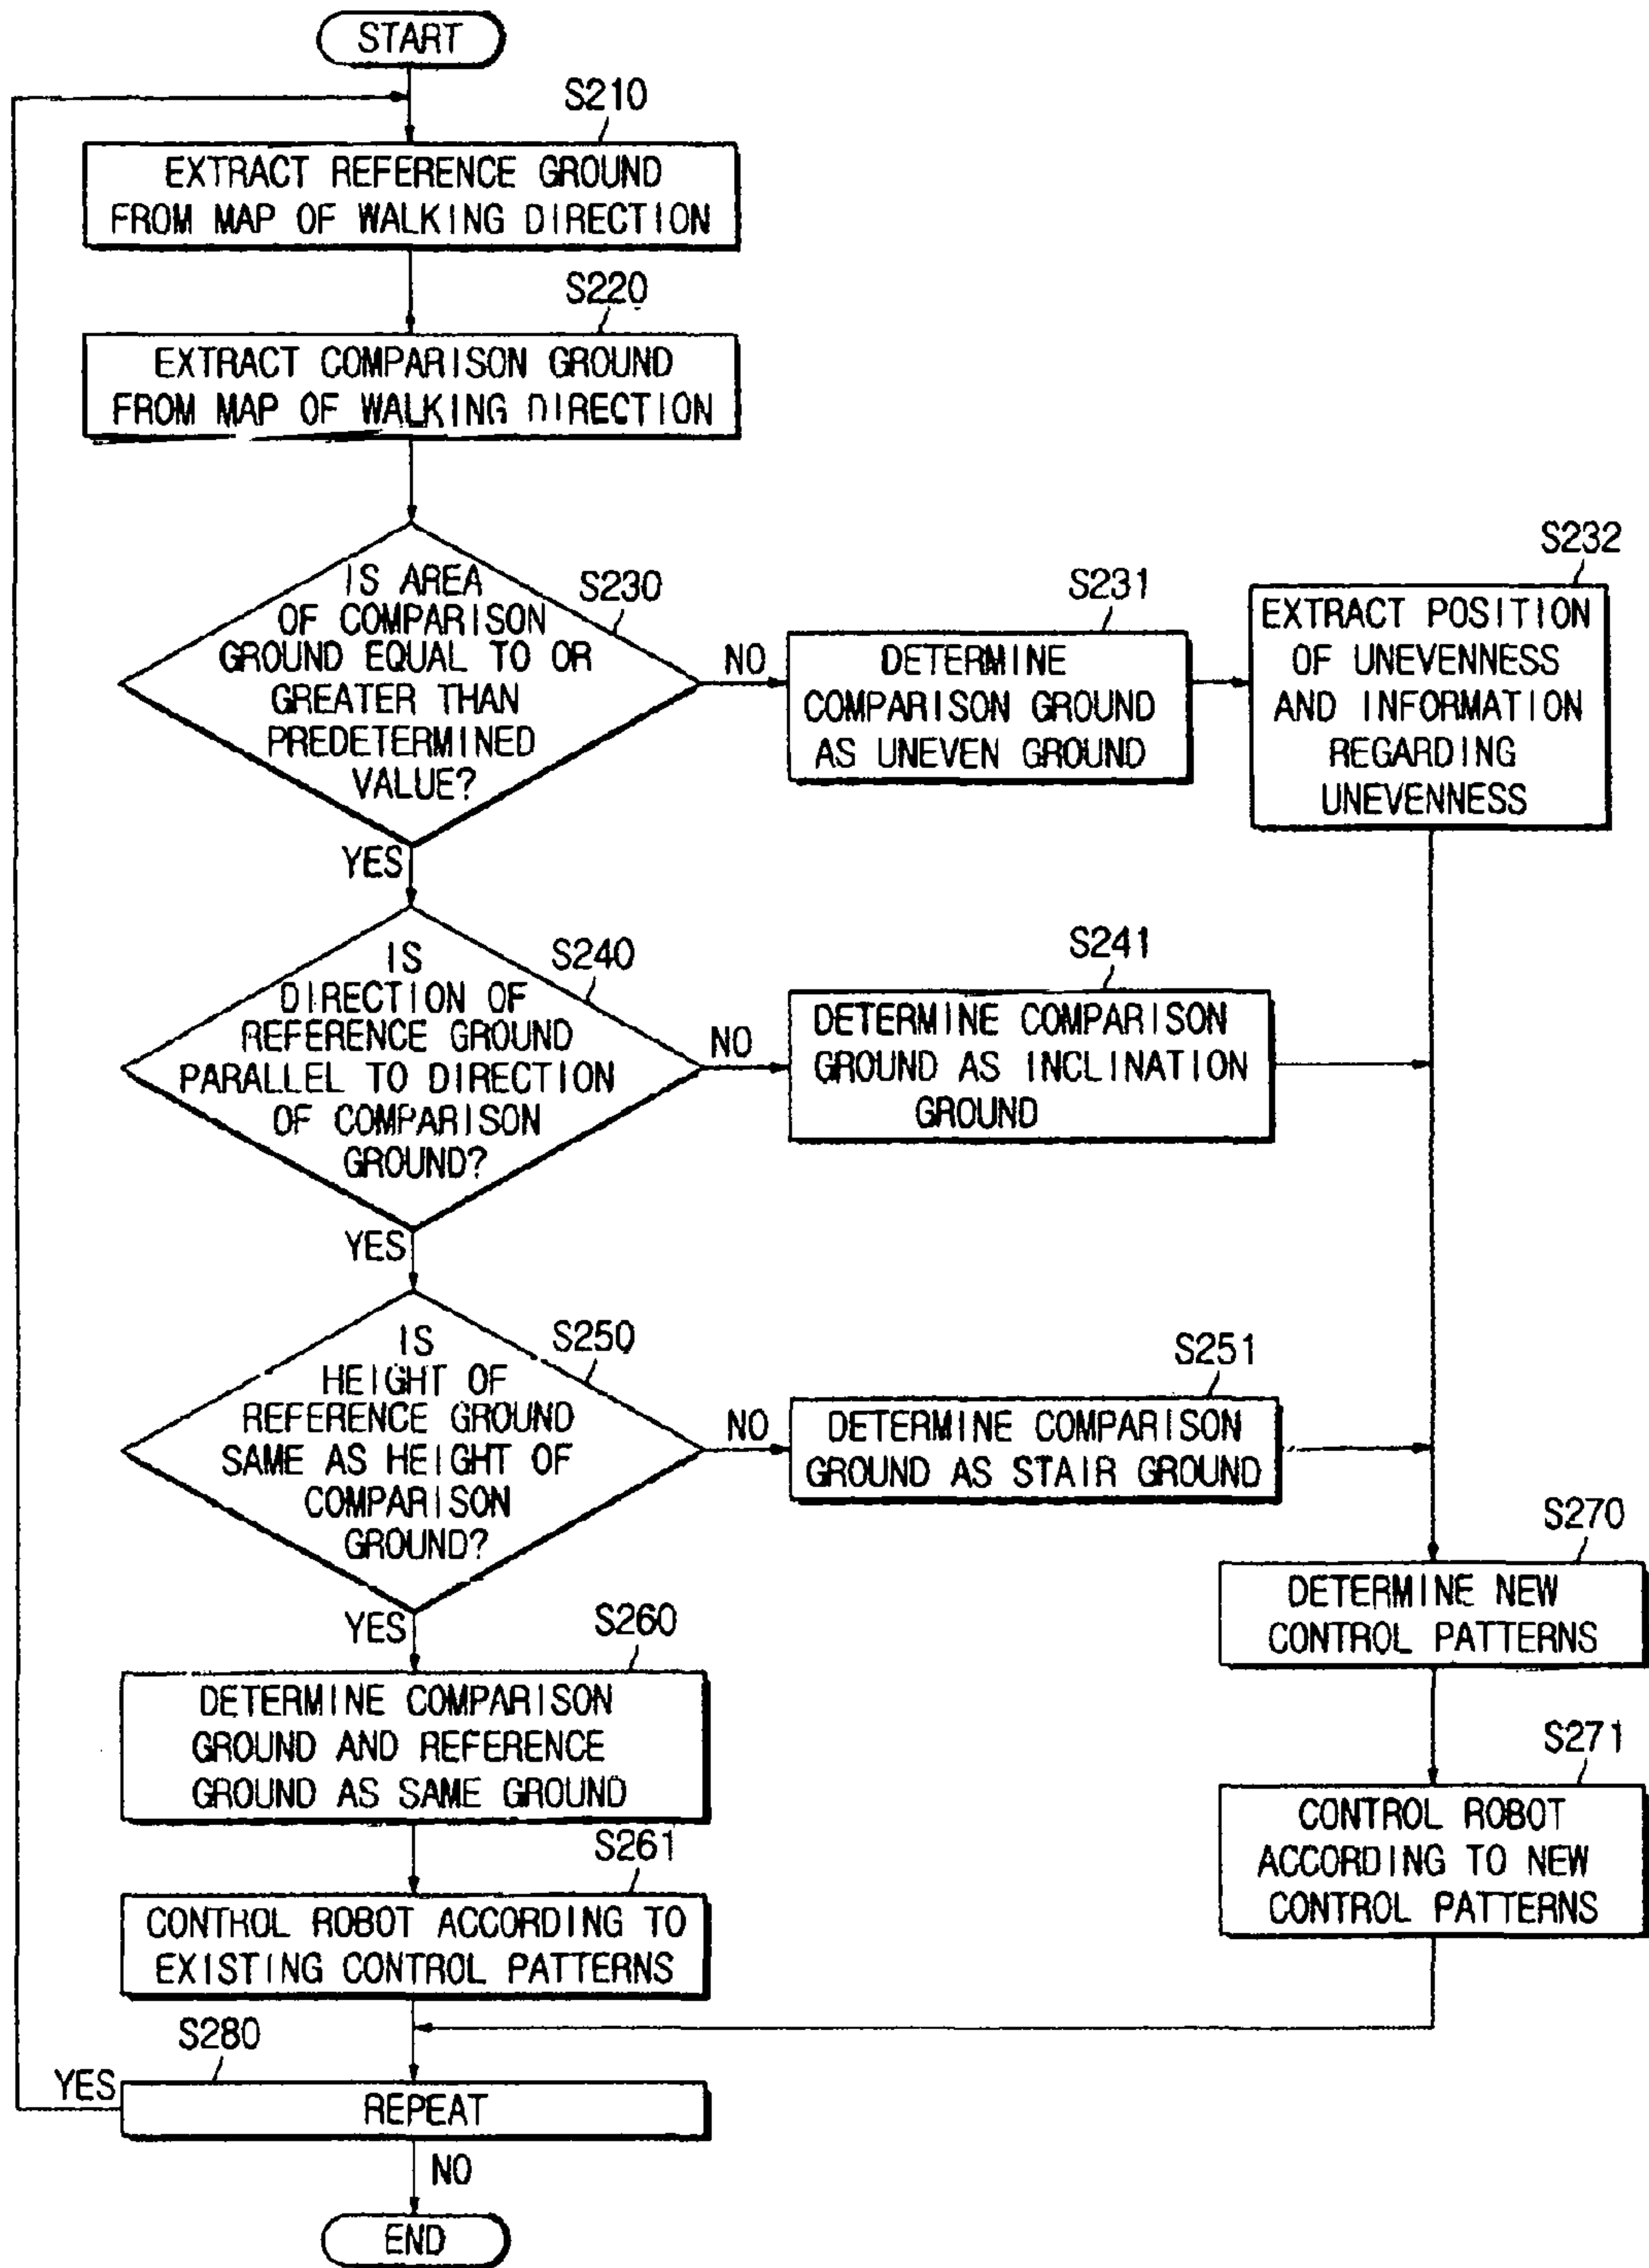 START
S210
EXTRACT REFERENCE GROUND
FROM MAP OF WALKING DIRECTION
S220
EXTRACT COMPARISON GROUND
FROM MAP OF WALKING DIRECTION
IS AREA
OF COMPARISON
GROUND EQUAL TO OR
GREATER THAN
PREDETERMINED
VALUE?
S230
NO
S231
DETERMINE
COMPARISON GROUND
AS UNEVEN GROUND
S232
EXTRACT POSITION
OF UNEVENNESS
AND INFORMATION
REGARDING
UNEVENNESS
YES
IS
DIRECTION OF
REFERENCE GROUND
PARALLEL TO DIRECTION
OF COMPARISON
GROUND?
S240
NO
S241
DETERMINE COMPARISON
GROUND AS INCLINATION
GROUND
YES
IS
HEIGHT OF
REFERENCE GROUND
SAME AS HEIGHT OF
COMPARISON
GROUND?
S250
NO
S251
DETERMINE COMPARISON
GROUND AS STAIR GROUND
YES
S260
DETERMINE COMPARISON
GROUND AND REFERENCE
GROUND AS SAME GROUND
S270
DETERMINE NEW
CONTROL PATTERNS
S261
CONTROL ROBOT ACCORDING TO
EXISTING CONTROL PATTERNS
S271
CONTROL ROBOT
ACCORDING TO NEW
CONTROL PATTERNS
S280
YES
REPEAT
NO
END